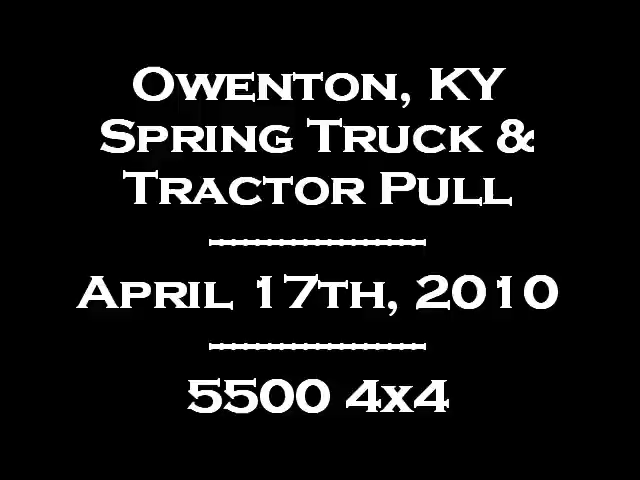 Owenton, KY
Spring Truck &
Tractor Pull
------------------
April 17th, 2010
------------------
5500 4x4